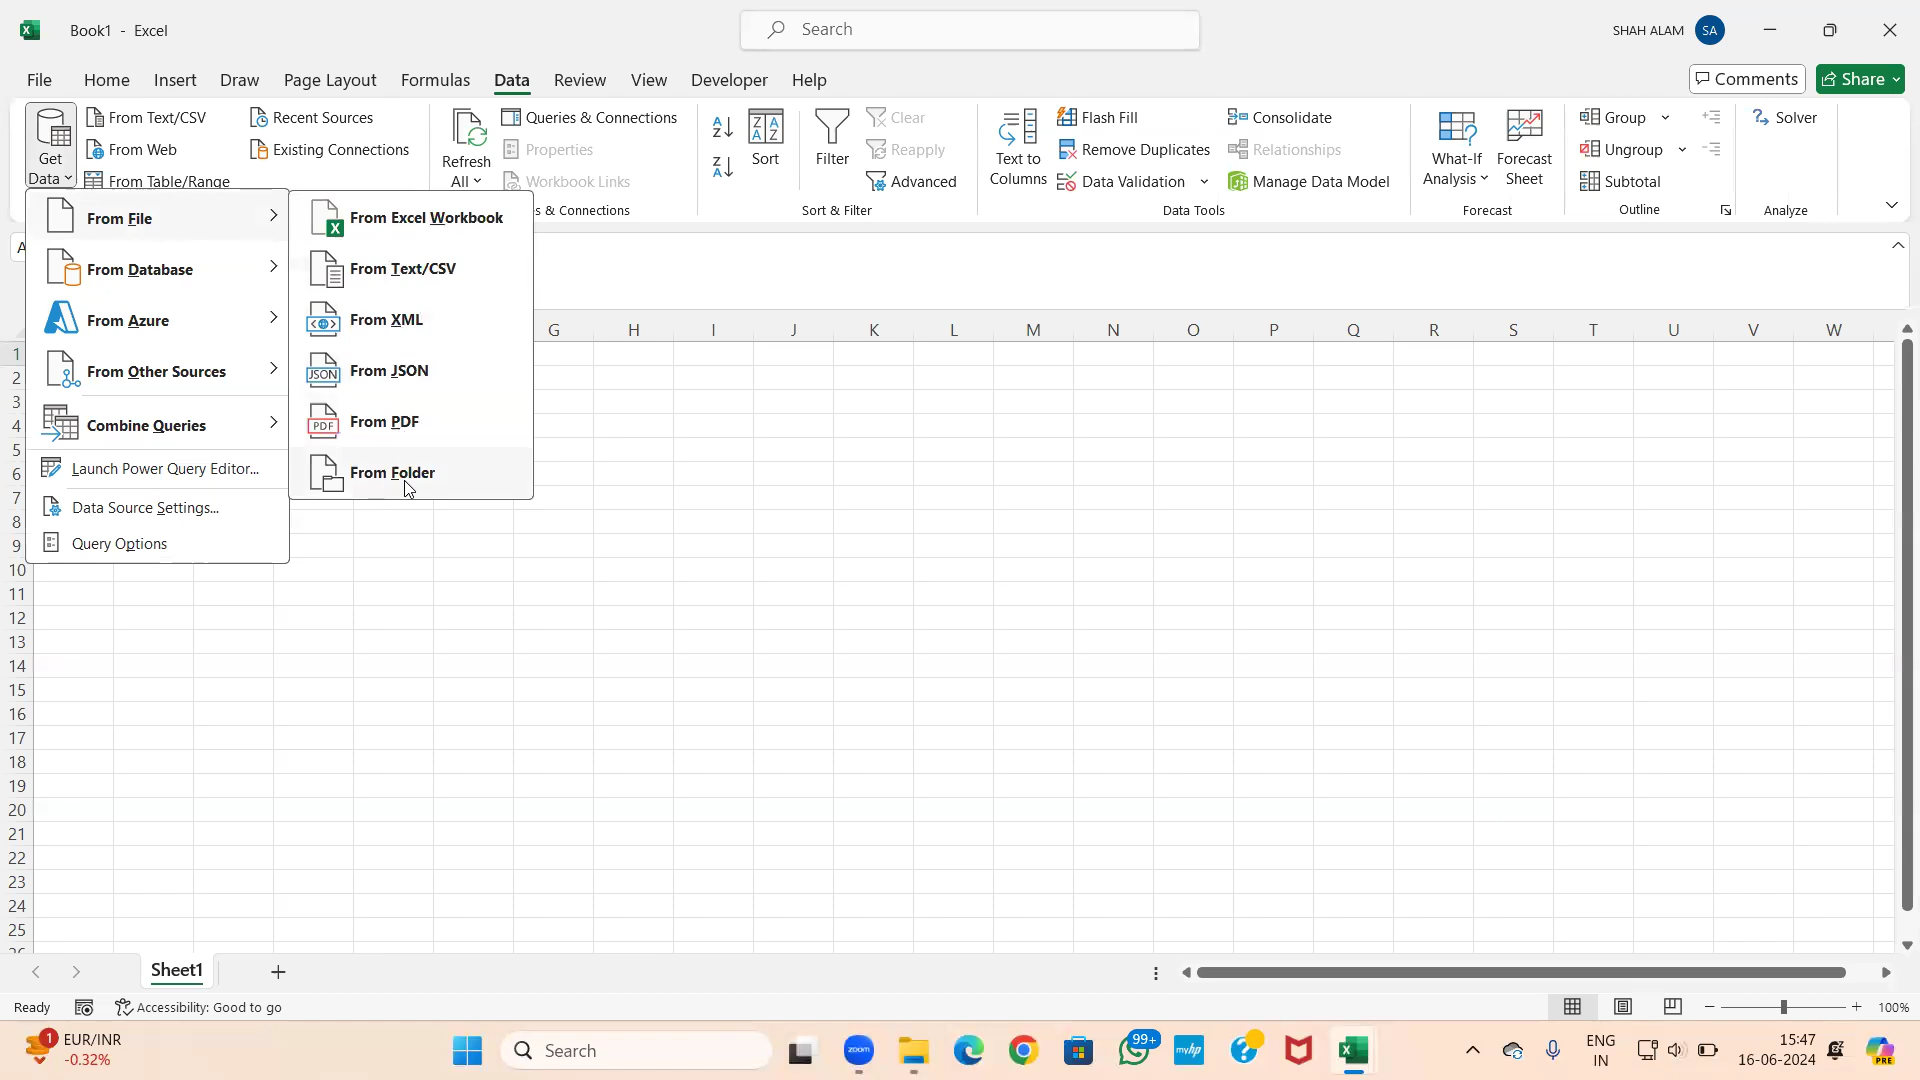 Book1 - Excel
Search
SHAH ALAM SA
File Home Insert Draw Page Layout Formulas Data Review View Developer Help
Comments Share
Get Data
From Text/CSV
From Web
From Table/Range
Recent Sources
Existing Connections
Refresh All
Queries & Connections
Properties
Workbook Links
s & Connections
Sort
Filter
Clear
Reapply
Advanced
Sort & Filter
Text to Columns
Flash Fill
Remove Duplicates
Data Validation
Consolidate
Relationships
Manage Data Model
Data Tools
What-If Analysis
Forecast Sheet
Forecast
Group
Ungroup
Subtotal
Outline
Solver
Analyze
From File
From Database
From Azure
From Other Sources
Combine Queries
Launch Power Query Editor...
Data Source Settings...
Query Options
From Excel Workbook
From Text/CSV
From XML
JSON From JSON
PDF From PDF
From Folder
G H I J K L M N O P Q R S T U V W
1
2
3
4
5
6
7
8
9
10
11
12
13
14
15
16
17
18
19
20
21
22
23
24
25
Sheet1
Ready Accessibility: Good to go 100%
1 EUR/INR
-0.32%
Search
zoom
99+
myhp
ENG
IN
15:47
16-06-2024
PRE